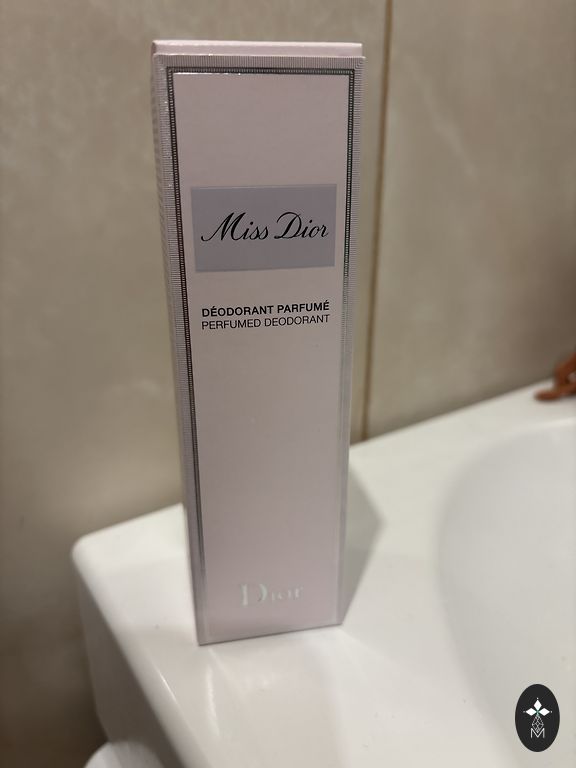 Miss Dior
DÉODORANT PARFUMÉ
PERFUMED DEODORANT
Dior
M